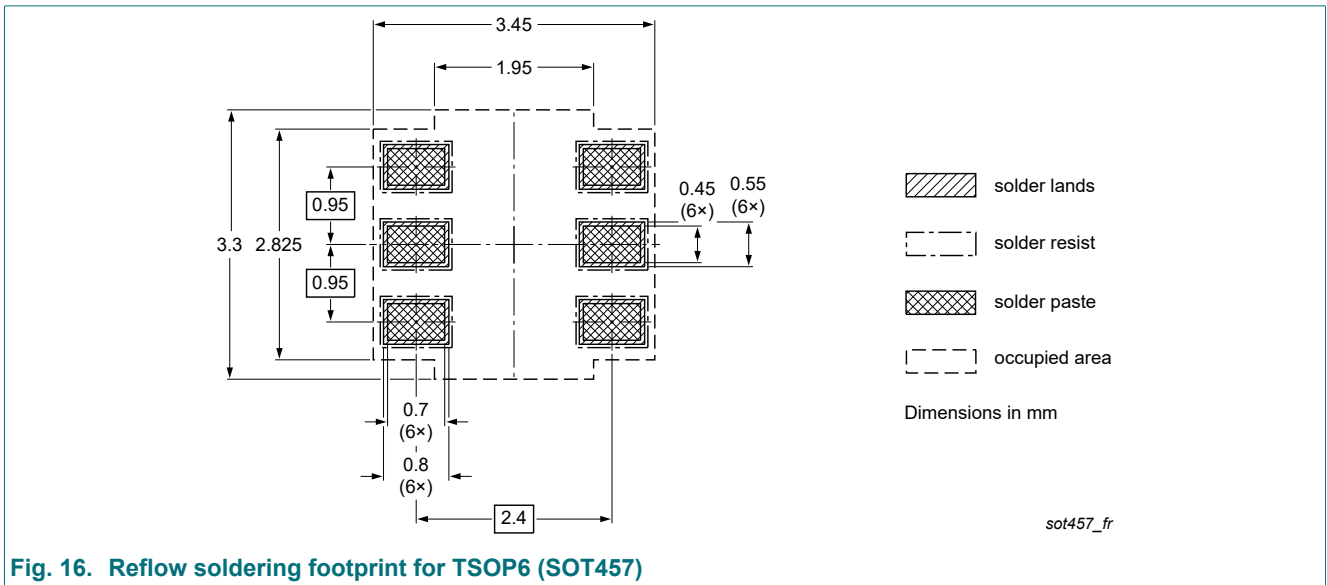 3.45
1.95
0.95
3.3 2.825
0.95
0.45
(6×)
0.55
(6×)
0.7
(6×)
0.8
(6×)
2.4
solder lands
solder resist
solder paste
occupied area
Dimensions in mm
sot457_fr
Fig. 16. Reflow soldering footprint for TSOP6 (SOT457)